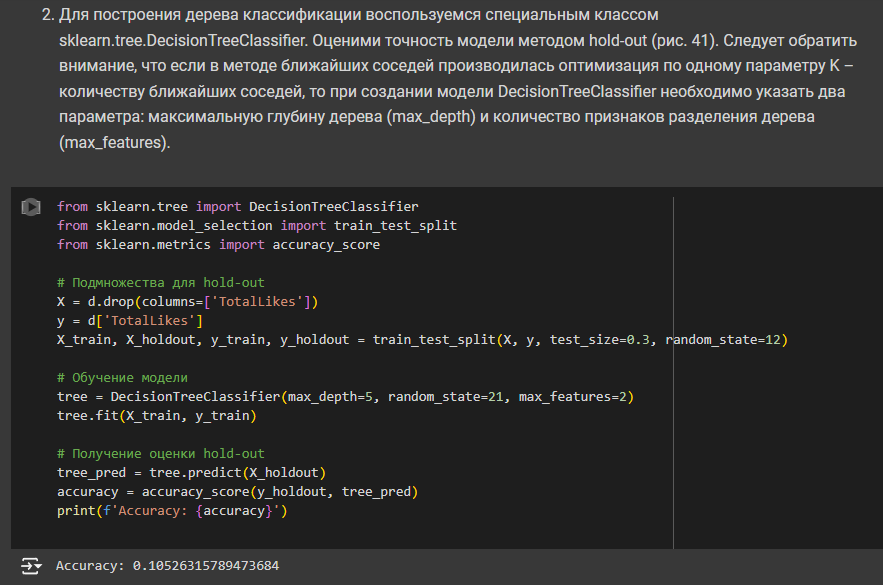 2. Для построения дерева классификации воспользуемся специальным классом
sklearn.tree.DecisionTreeClassifier. Оценими точность модели методом hold-out (рис. 41). Следует обратить
внимание, что если в методе ближайших соседей производилась оптимизация по одному параметру K –
количеству ближайших соседей, то при создании модели DecisionTreeClassifier необходимо указать два
параметра: максимальную глубину дерева (max_depth) и количество признаков разделения дерева
(max_features).
from sklearn.tree import DecisionTreeClassifier
from sklearn.model_selection import train_test_split
from sklearn.metrics import accuracy_score
# Подмножества для hold-out
X = d.drop(columns=['TotalLikes'])
y = d['TotalLikes']
X_train, X_holdout, y_train, y_holdout = train_test_split(X, y, test_size=0.3, random_state=12)
# Обучение модели
tree = DecisionTreeClassifier(max_depth=5, random_state=21, max_features=2)
tree.fit(X_train, y_train)
# Получение оценки hold-out
tree_pred = tree.predict(X_holdout)
accuracy = accuracy_score(y_holdout, tree_pred)
print(f'Accuracy: {accuracy}')
Accuracy: 0.10526315789473684